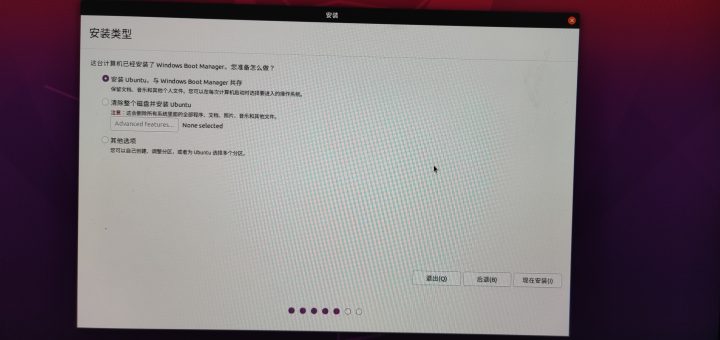 安装
安装类型
这台计算机已经安装了 Windows Boot Manager。您准备怎么做？
安装 Ubuntu，与 Windows Boot Manager 共存
保留文档、音乐和其他个人文件。您可以在每次计算机启动时选择要进入的操作系统。
清除整个磁盘并安装 Ubuntu
注意：这会删除所有系统里面的全部程序、文档、照片、音乐和其他文件。
Advanced features... None selected
其他选项
您可以自己创建、调整分区，或者为 Ubuntu 选择多个分区。
退出(Q) 后退(B) 现在安装(I)